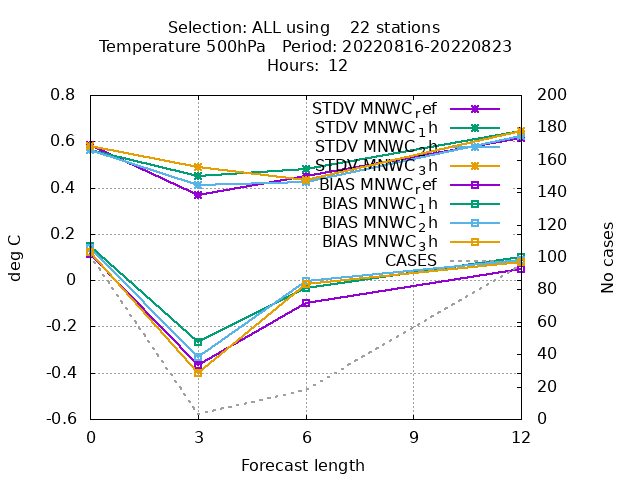 Selection: ALL using 22 stations
Temperature 500hPa Period: 20220816-20220823
Hours: 12
0.8
0.6
0.4
0.2
0
-0.2
-0.4
-0.6
deg C
STDV MNWC_ref
STDV MNWC_1h
STDV MNWC_2h
STDV MNWC_3h
BIAS MNWC_ref
BIAS MNWC_1h
BIAS MNWC_2h
BIAS MNWC_3h
CASES
200
180
160
140
120
100
80
60
40
20
0
No cases
0 3 6 9 12
Forecast length